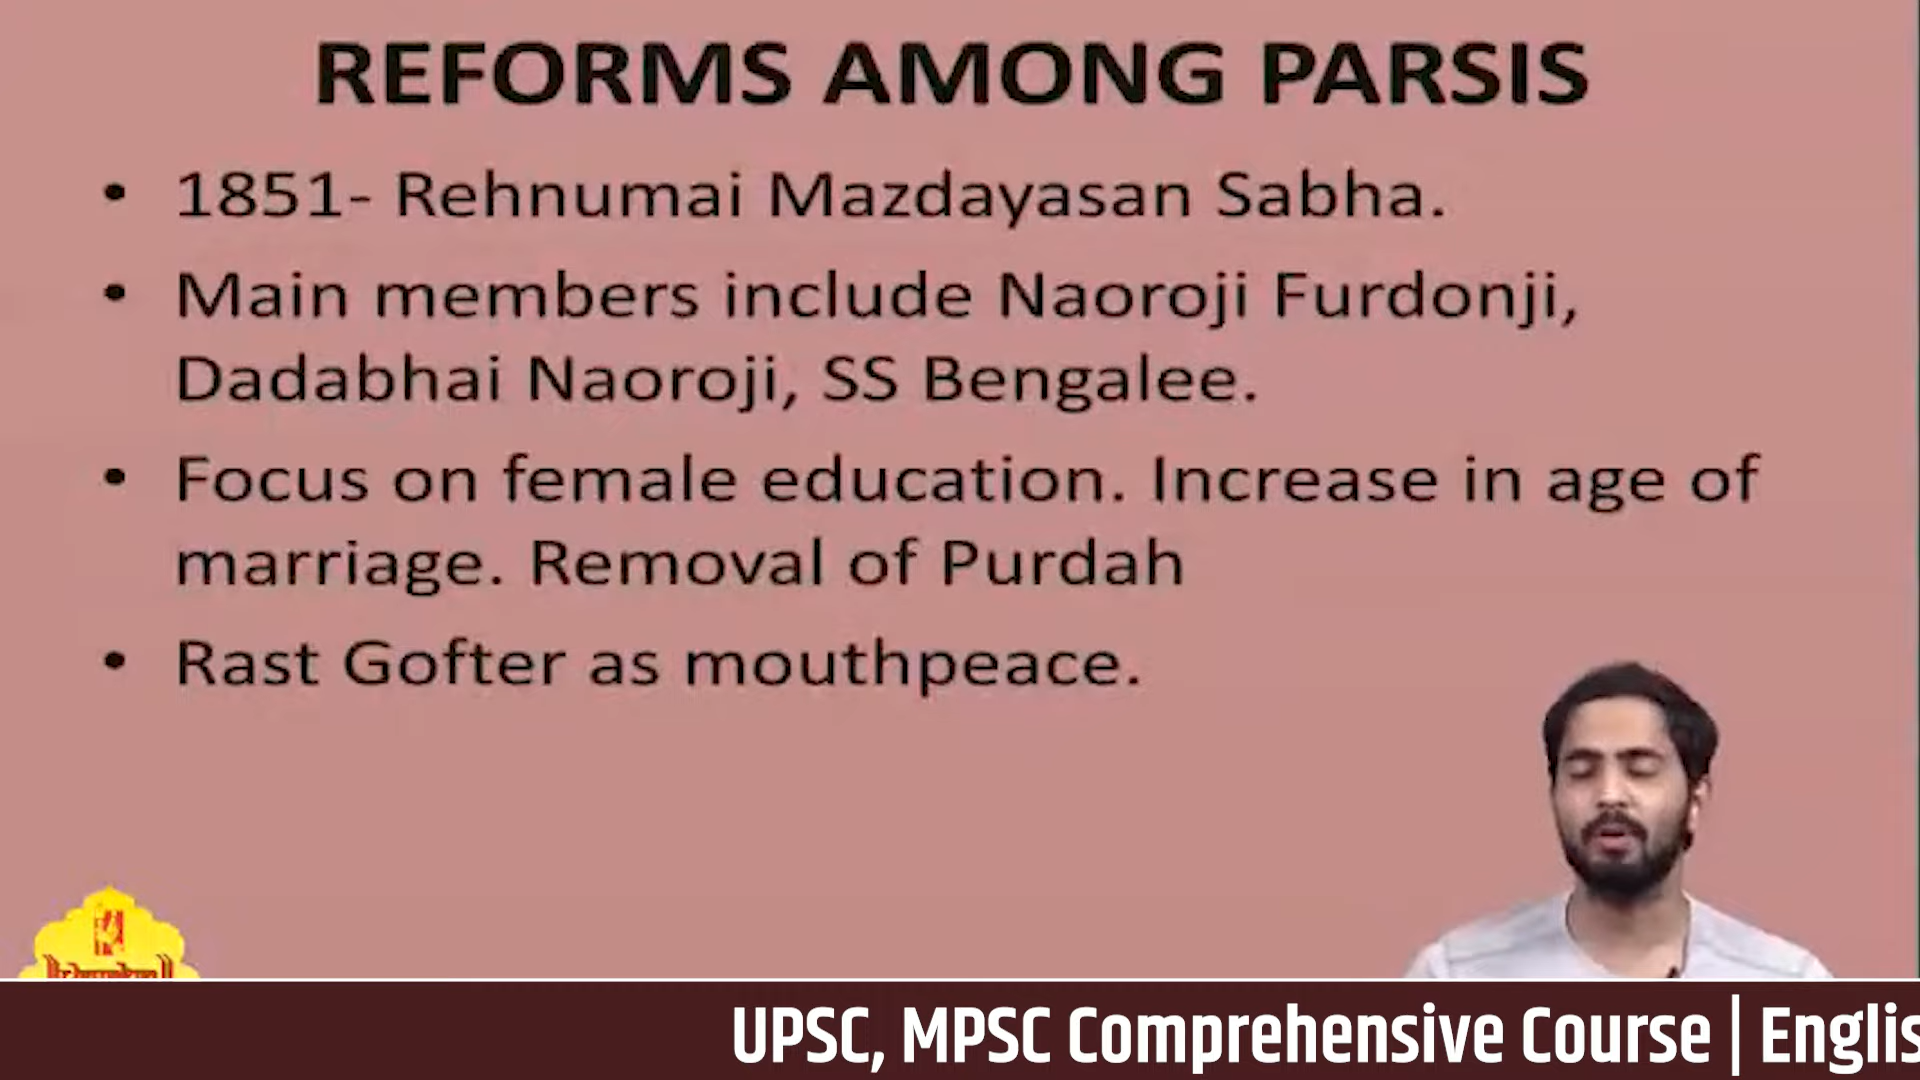 REFORMS AMONG PARSIS
• 1851- Rehnumai Mazdayasan Sabha.
• Main members include Naoroji Furdonji,
Dadabhai Naoroji, SS Bengalee.
• Focus on female education. Increase in age of
marriage. Removal of Purdah
• Rast Gofter as mouthpeace.
UPSC, MPSC Comprehensive Course | Englis